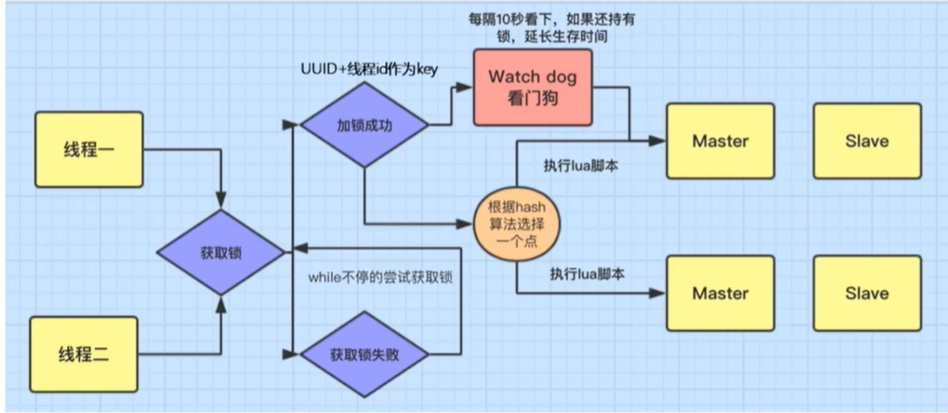 每隔10秒看下，如果还持有
锁，延长生存时间
UUID+线程id作为key
Watch dog
看门狗
线程一
加锁成功
Master
Slave
执行lua脚本
根据hash
算法选择
一个点
获取锁
while不停的尝试获取锁
执行lua脚本
Master
Slave
线程二
获取锁失败